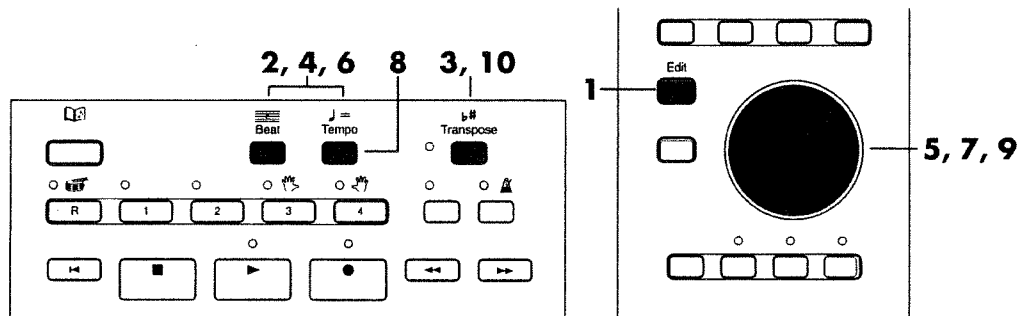 2, 4, 6
8
3, 10
1
Edit
Beat
♩ =
Tempo
♭#
Transpose
5, 7, 9
R
1
2
3
4